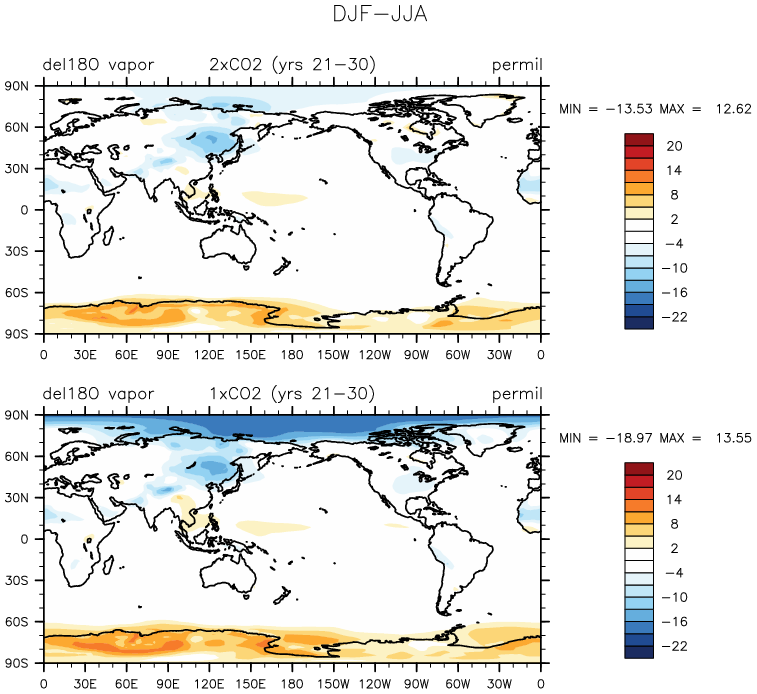 DJF−JJA
del18O vapor 2xCO2 (yrs 21−30) permil
MIN = −13.53 MAX = 12.62
90N
60N
30N
0
30S
60S
90S
0 30E 60E 90E 120E 150E 180 150W 120W 90W 60W 30W 0
20
14
8
2
−4
−10
−16
−22
del18O vapor 1xCO2 (yrs 21−30) permil
MIN = −18.97 MAX = 13.55
90N
60N
30N
0
30S
60S
90S
0 30E 60E 90E 120E 150E 180 150W 120W 90W 60W 30W 0
20
14
8
2
−4
−10
−16
−22